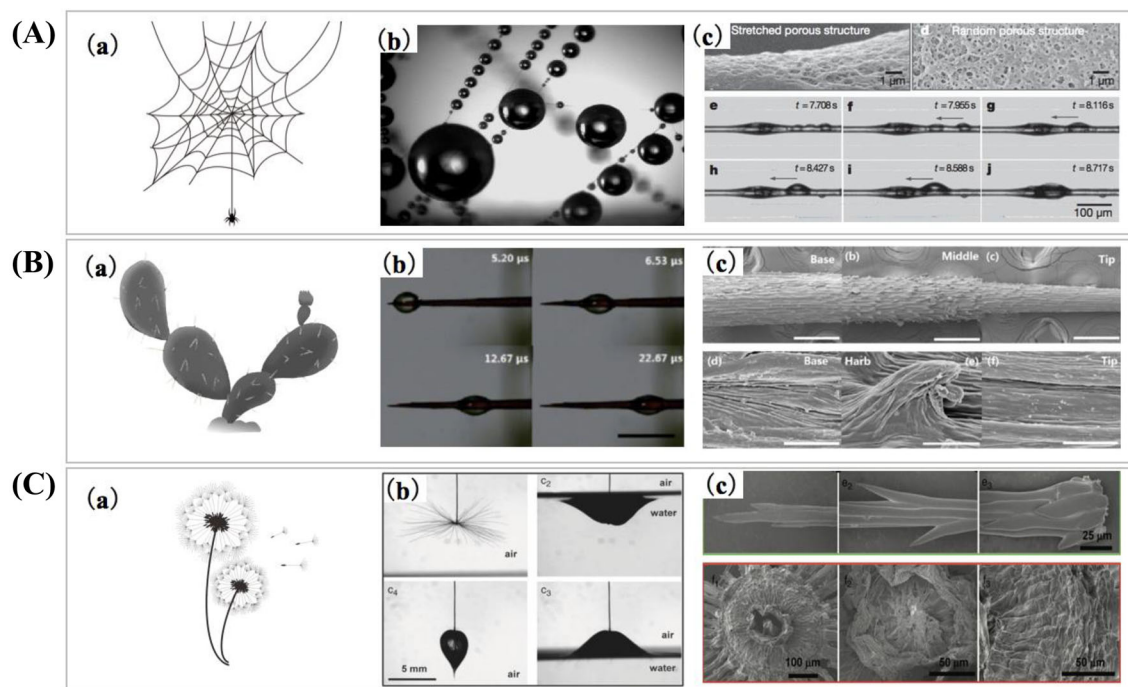 (A)
(a)
(b)
(c)
Stretched porous structure
1 μm
d
Random porous structure
1 μm
e
t = 7.708 s
f
t = 7.955 s
g
t = 8.116 s
h
t = 8.427 s
i
t = 8.588 s
j
t = 8.717 s
100 μm
(B)
(a)
(b)
5.20 μs
6.53 μs
12.67 μs
22.67 μs
(c)
Base
(b)
Middle
(c)
Tip
(d)
Base
Harb
(e)
(f)
Tip
(C)
(a)
(b)
air
C2
air
water
C4
5 mm
air
C3
air
water
(c)
e2
e3
25 μm
f1
100 μm
f2
50 μm
f3
50 μm